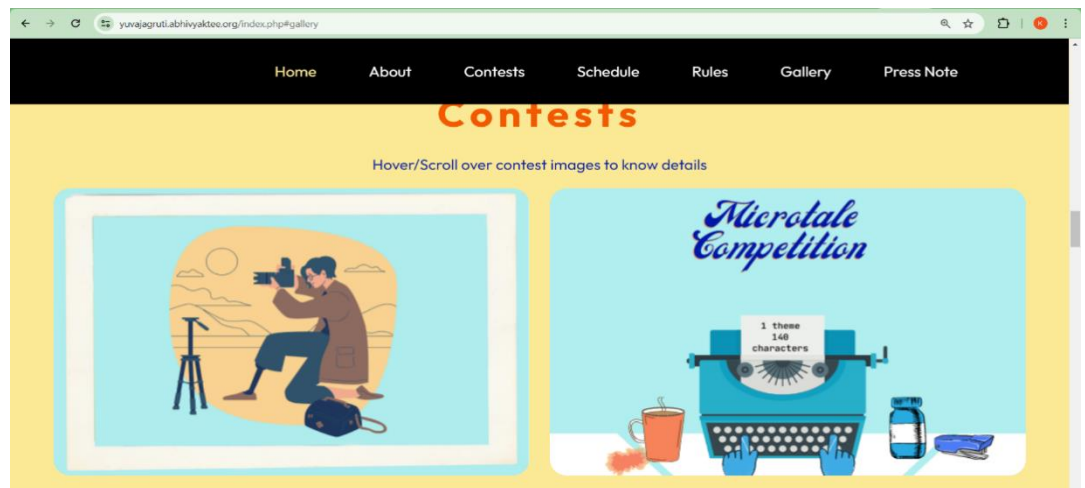 yuvajagruti.abhivyaktee.org/index.php#gallery
K
Home About Contests Schedule Rules Gallery Press Note
Contests
Hover/Scroll over contest images to know details
Microtale
Competition
1 theme
140
characters